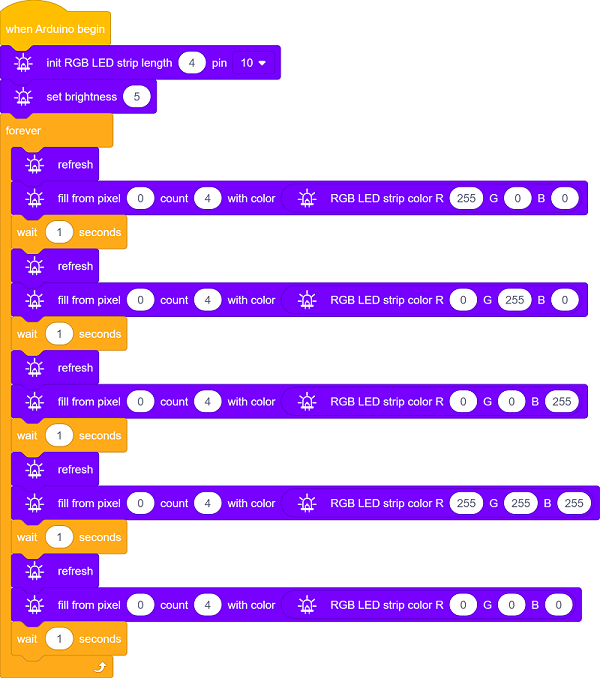 when Arduino begin
init RGB LED strip length 4 pin 10
set brightness 5
forever
refresh
fill from pixel 0 count 4 with color RGB LED strip color R 255 G 0 B 0
wait 1 seconds
refresh
fill from pixel 0 count 4 with color RGB LED strip color R 0 G 255 B 0
wait 1 seconds
refresh
fill from pixel 0 count 4 with color RGB LED strip color R 0 G 0 B 255
wait 1 seconds
refresh
fill from pixel 0 count 4 with color RGB LED strip color R 255 G 255 B 255
wait 1 seconds
refresh
fill from pixel 0 count 4 with color RGB LED strip color R 0 G 0 B 0
wait 1 seconds